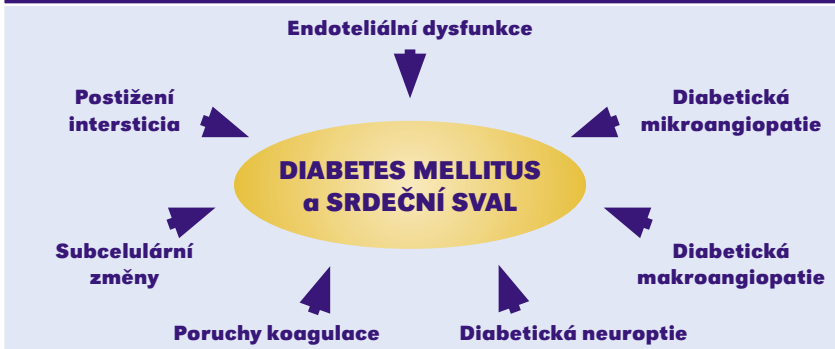 Endoteliální dysfunkce
Postižení
intersticia
Diabetická
mikroangiopatie
DIABETES MELLITUS
a SRDEČNÍ SVAL
Subcelulární
změny
Diabetická
makroangiopatie
Poruchy koagulace
Diabetická neuroptie